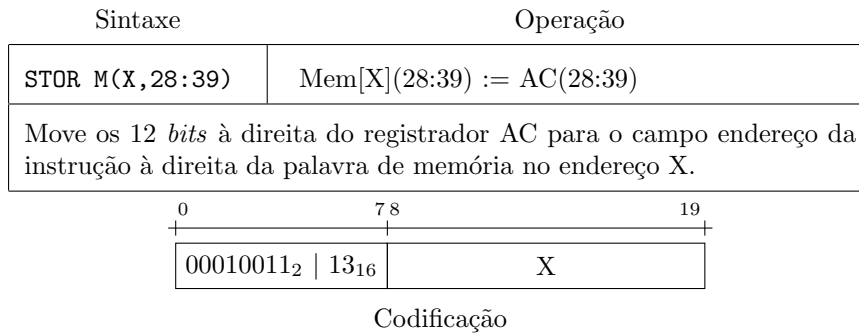 Sintaxe Operação
STOR M(X,28:39) Mem[X](28:39) := AC(28:39)
Move os 12 bits à direita do registrador AC para o campo endereço da
instrução à direita da palavra de memória no endereço X.
0 7 8 19
00010011₂ | 13₁₆ X
Codificação